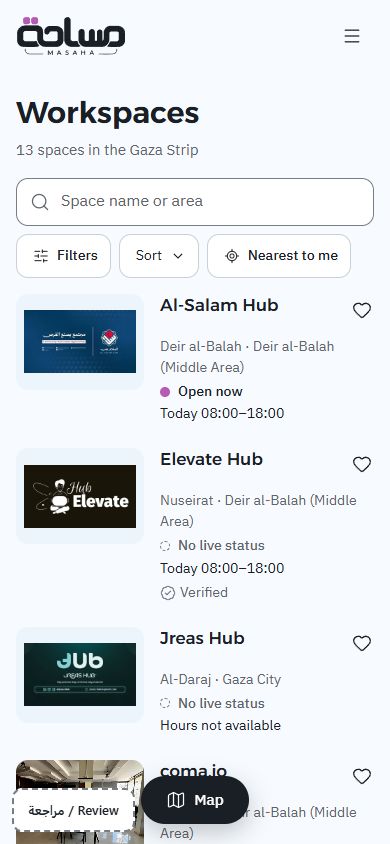 مساحة
MASAHA
Workspaces
13 spaces in the Gaza Strip
Space name or area
Filters
Sort
Nearest to me
Al-Salam Hub
Deir al-Balah · Deir al-Balah
(Middle Area)
Open now
Today 08:00–18:00
Hub
Elevate
Elevate Hub
Nuseirat · Deir al-Balah (Middle
Area)
No live status
Today 08:00–18:00
Verified
JREAS HUB
Jreas Hub
Al-Daraj · Gaza City
No live status
Hours not available
coma.io
Map
al-Balah (Middle
Area)
مراجعة / Review